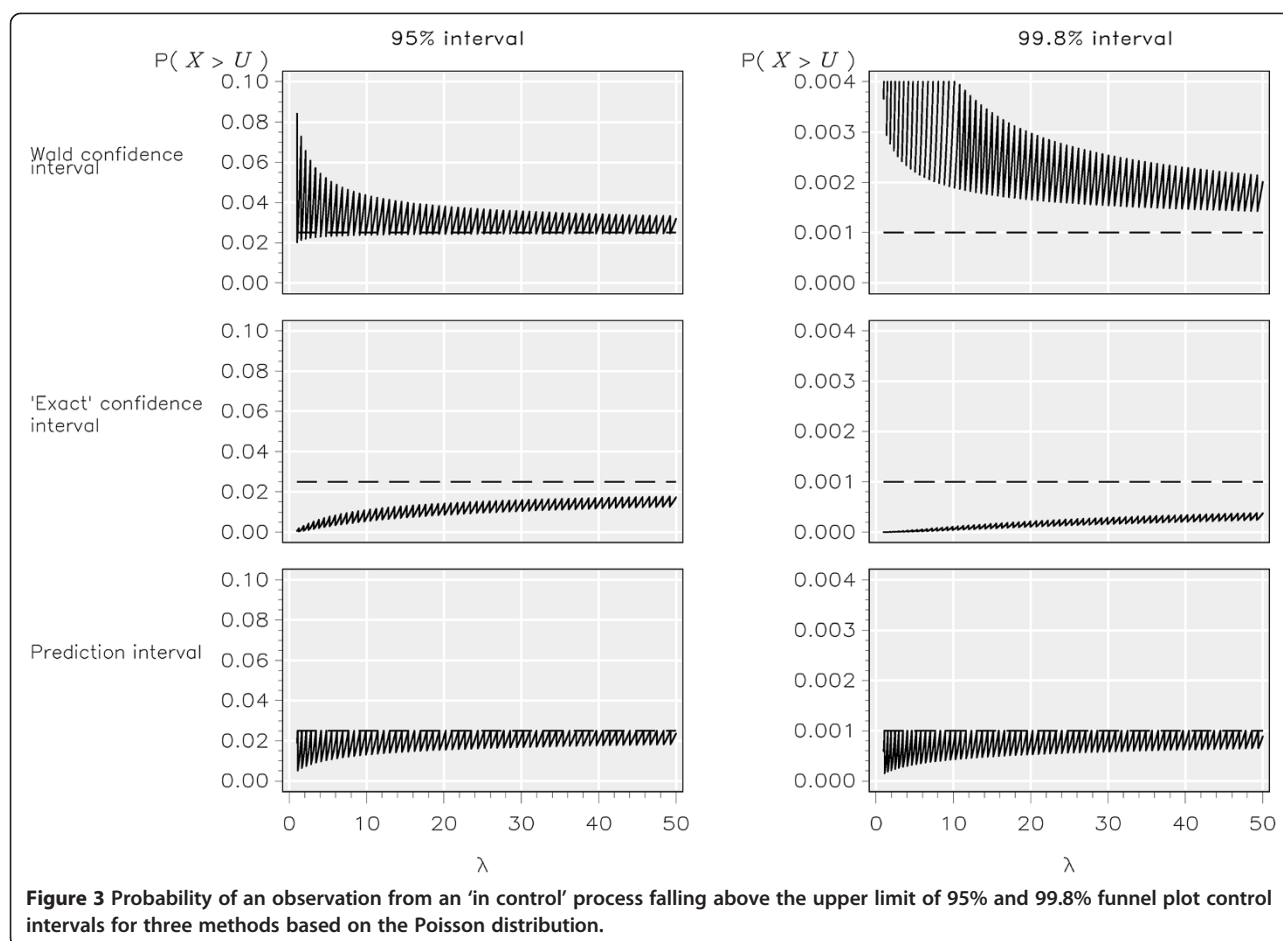 95% interval
99.8% interval
P( X > U )
P( X > U )
Wald confidence
interval
0.10
0.08
0.06
0.04
0.02
0.00
0.004
0.003
0.002
0.001
0.000
'Exact' confidence
interval
0.10
0.08
0.06
0.04
0.02
0.00
0.004
0.003
0.002
0.001
0.000
Prediction interval
0.10
0.08
0.06
0.04
0.02
0.00
0.004
0.003
0.002
0.001
0.000
0 10 20 30 40 50
0 10 20 30 40 50
λ
λ
Figure 3 Probability of an observation from an ‘in control’ process falling above the upper limit of 95% and 99.8% funnel plot control
intervals for three methods based on the Poisson distribution.